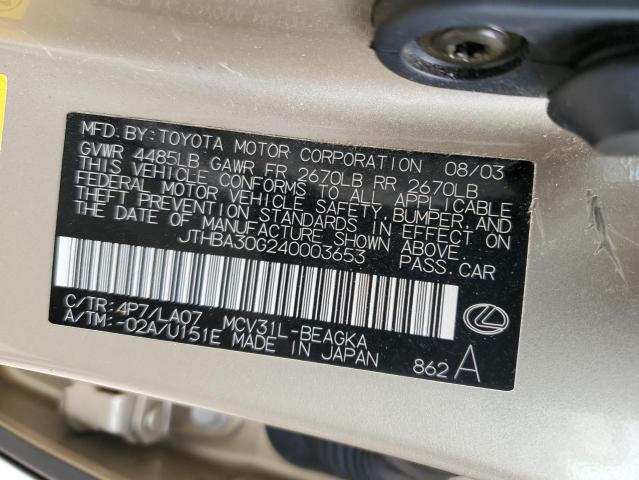 MFD.BY:TOYOTA MOTOR CORPORATION 08/03
GVWR 4485LB GAWR FR 2670LB RR 2670LB
THIS VEHICLE CONFORMS TO ALL APPLICABLE
FEDERAL MOTOR VEHICLE SAFETY, BUMPER, AND
THEFT PREVENTION STANDARDS IN EFFECT ON
THE DATE OF MANUFACTURE SHOWN ABOVE.
JTHBA30G240003653 PASS.CAR
C/TR:4P7/LA07 MCV31L-BEAGKA
A/TM:-02A/U151E MADE IN JAPAN
862 A